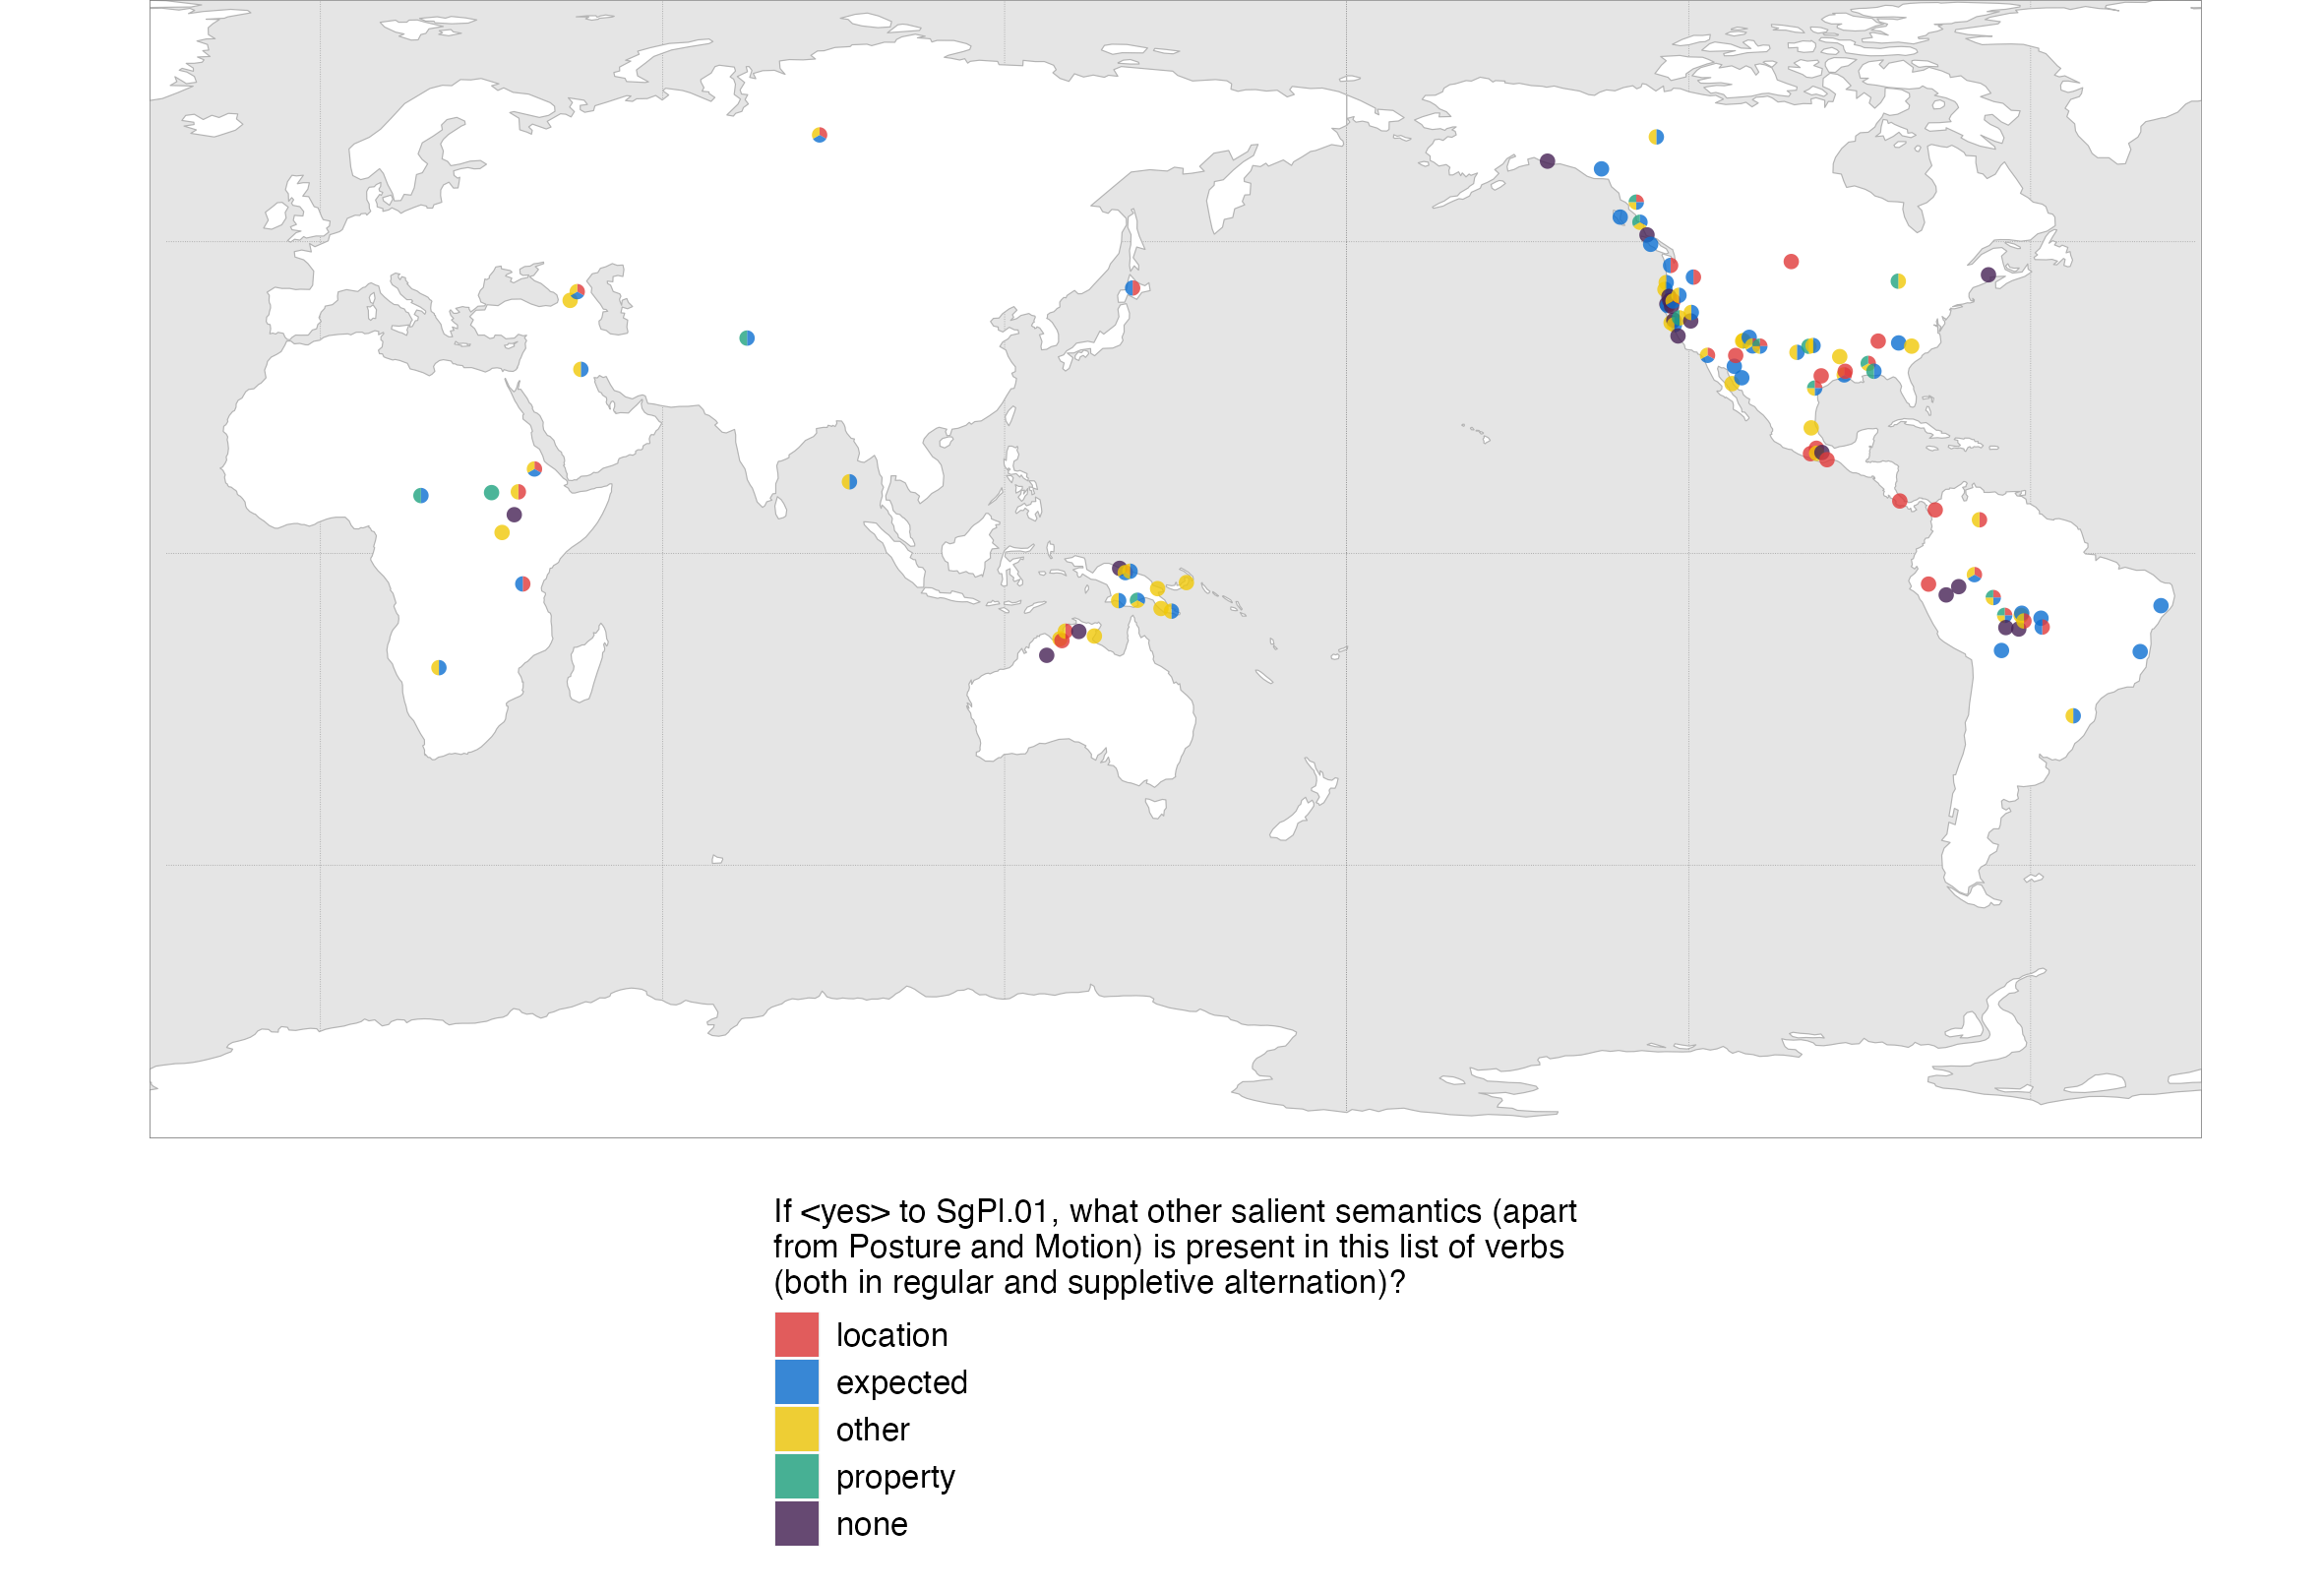 If <yes> to SgPl.01, what other salient semantics (apart
from Posture and Motion) is present in this list of verbs
(both in regular and suppletive alternation)?
location
expected
other
property
none